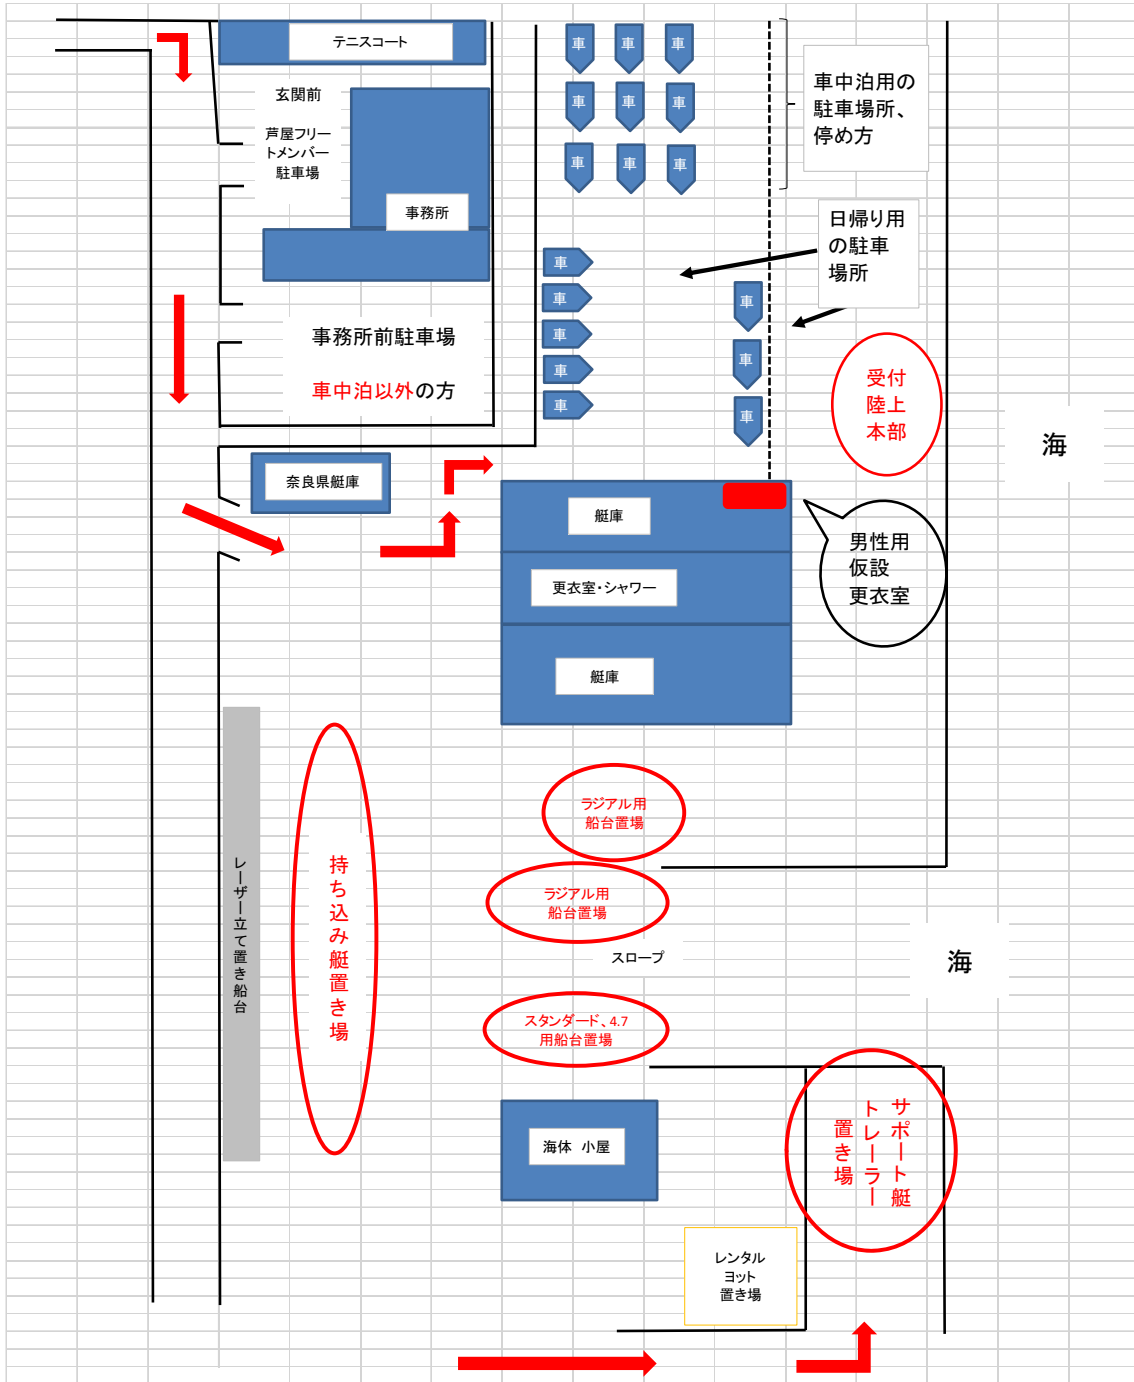 テニスコート
玄関前
芦屋フリー
トメンバー
駐車場
事務所
車
車
車
車
車
車
車
車
車
車中泊用の
駐車場所、
停め方
日帰り用
の駐車
場所
車
車
車
車
車
車
車
車
事務所前駐車場
車中泊以外の方
受付
陸上
本部
海
奈良県艇庫
艇庫
更衣室・シャワー
艇庫
男性用
仮設
更衣室
レーザー立て置き船台
持ち込み艇置き場
ラジアル用
船台置場
ラジアル用
船台置場
スロープ
海
スタンダード、4.7
用船台置場
海体 小屋
サポート艇
トレーラー
置き場
レンタル
ヨット
置き場